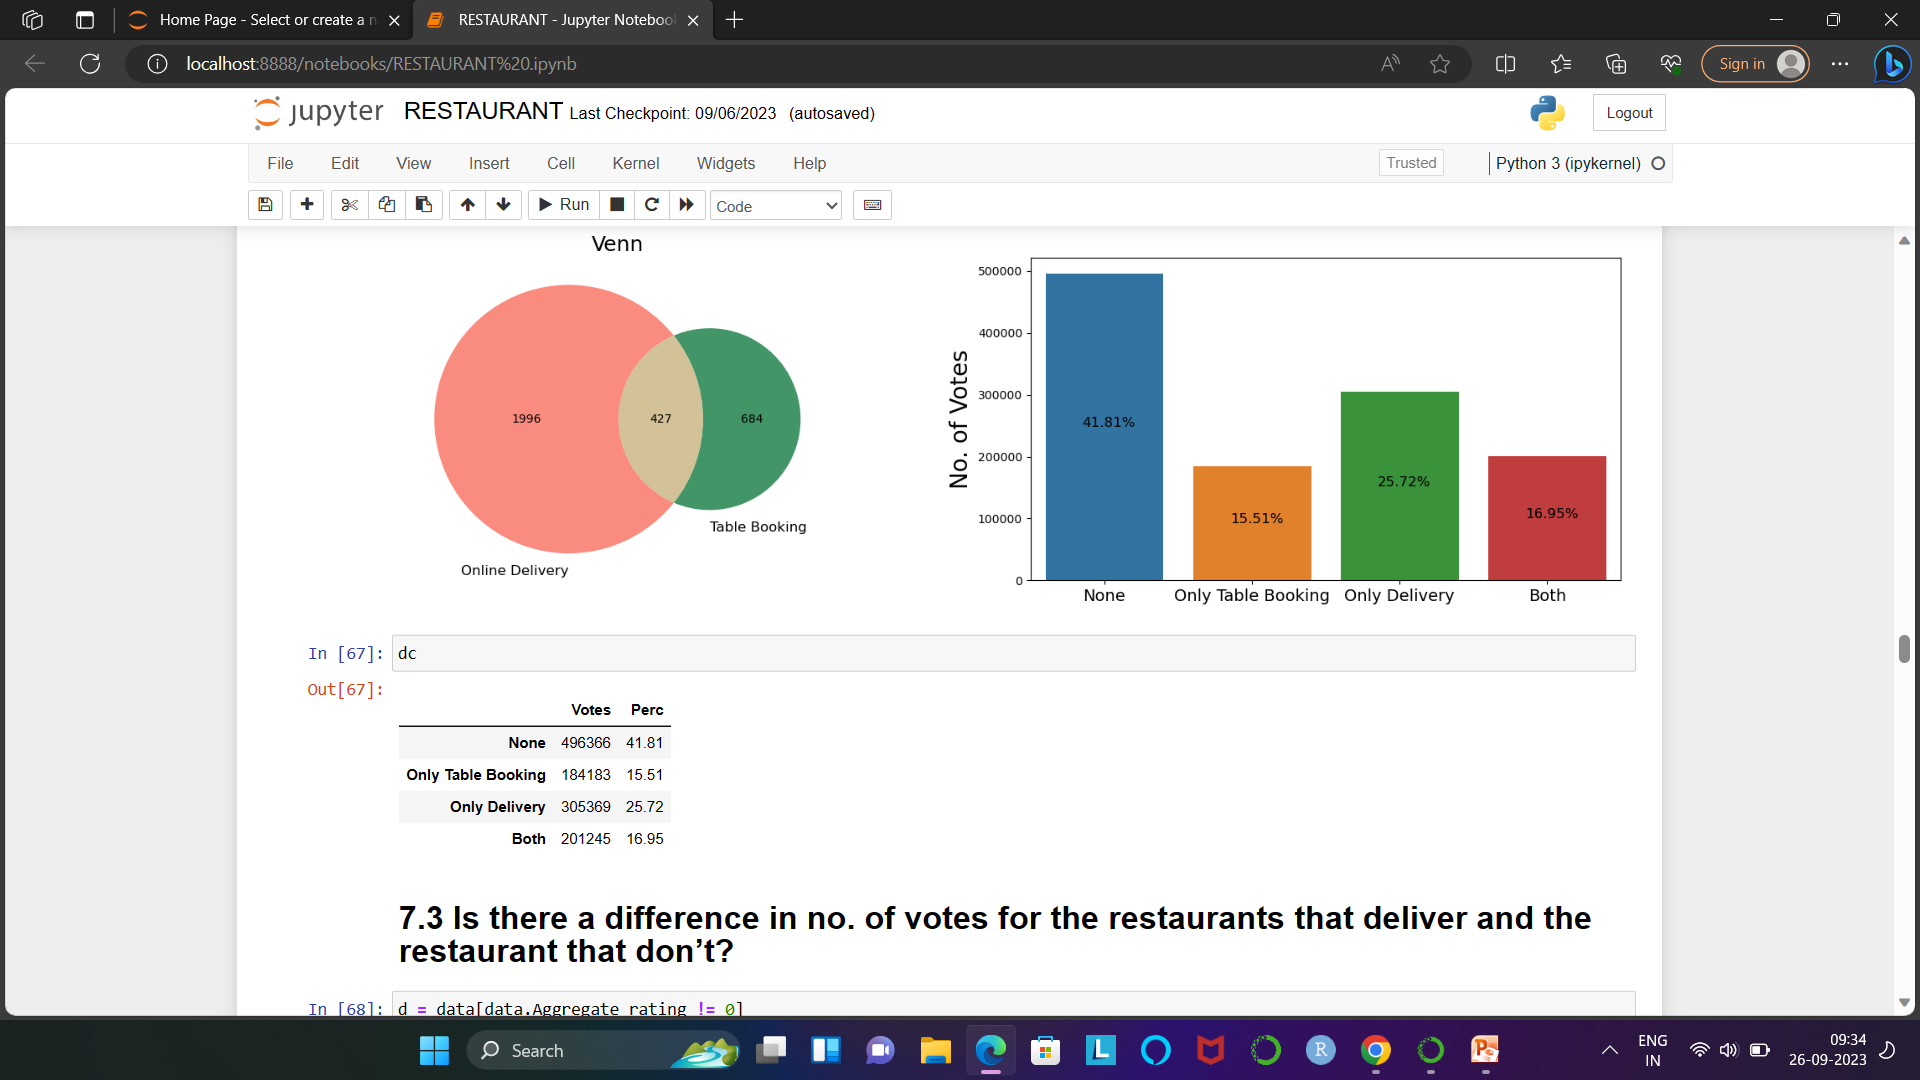 Home Page - Select or create a n
RESTAURANT - Jupyter Noteboo
localhost:8888/notebooks/RESTAURANT%20.ipynb
Sign in
jupyter RESTAURANT Last Checkpoint: 09/06/2023 (autosaved)
Logout
File Edit View Insert Cell Kernel Widgets Help
Trusted
Python 3 (ipykernel)
Run
Code
Venn
1996
427
684
Table Booking
Online Delivery
No. of Votes
500000
400000
300000
200000
100000
0
41.81%
15.51%
25.72%
16.95%
None Only Table Booking Only Delivery Both
In [67]: dc
Out[67]:
Votes Perc
None 496366 41.81
Only Table Booking 184183 15.51
Only Delivery 305369 25.72
Both 201245 16.95
7.3 Is there a difference in no. of votes for the restaurants that deliver and the
restaurant that don’t?
In [68]: d = data[data.Aggregate rating != 0]
Search
ENG
IN
09:34
26-09-2023